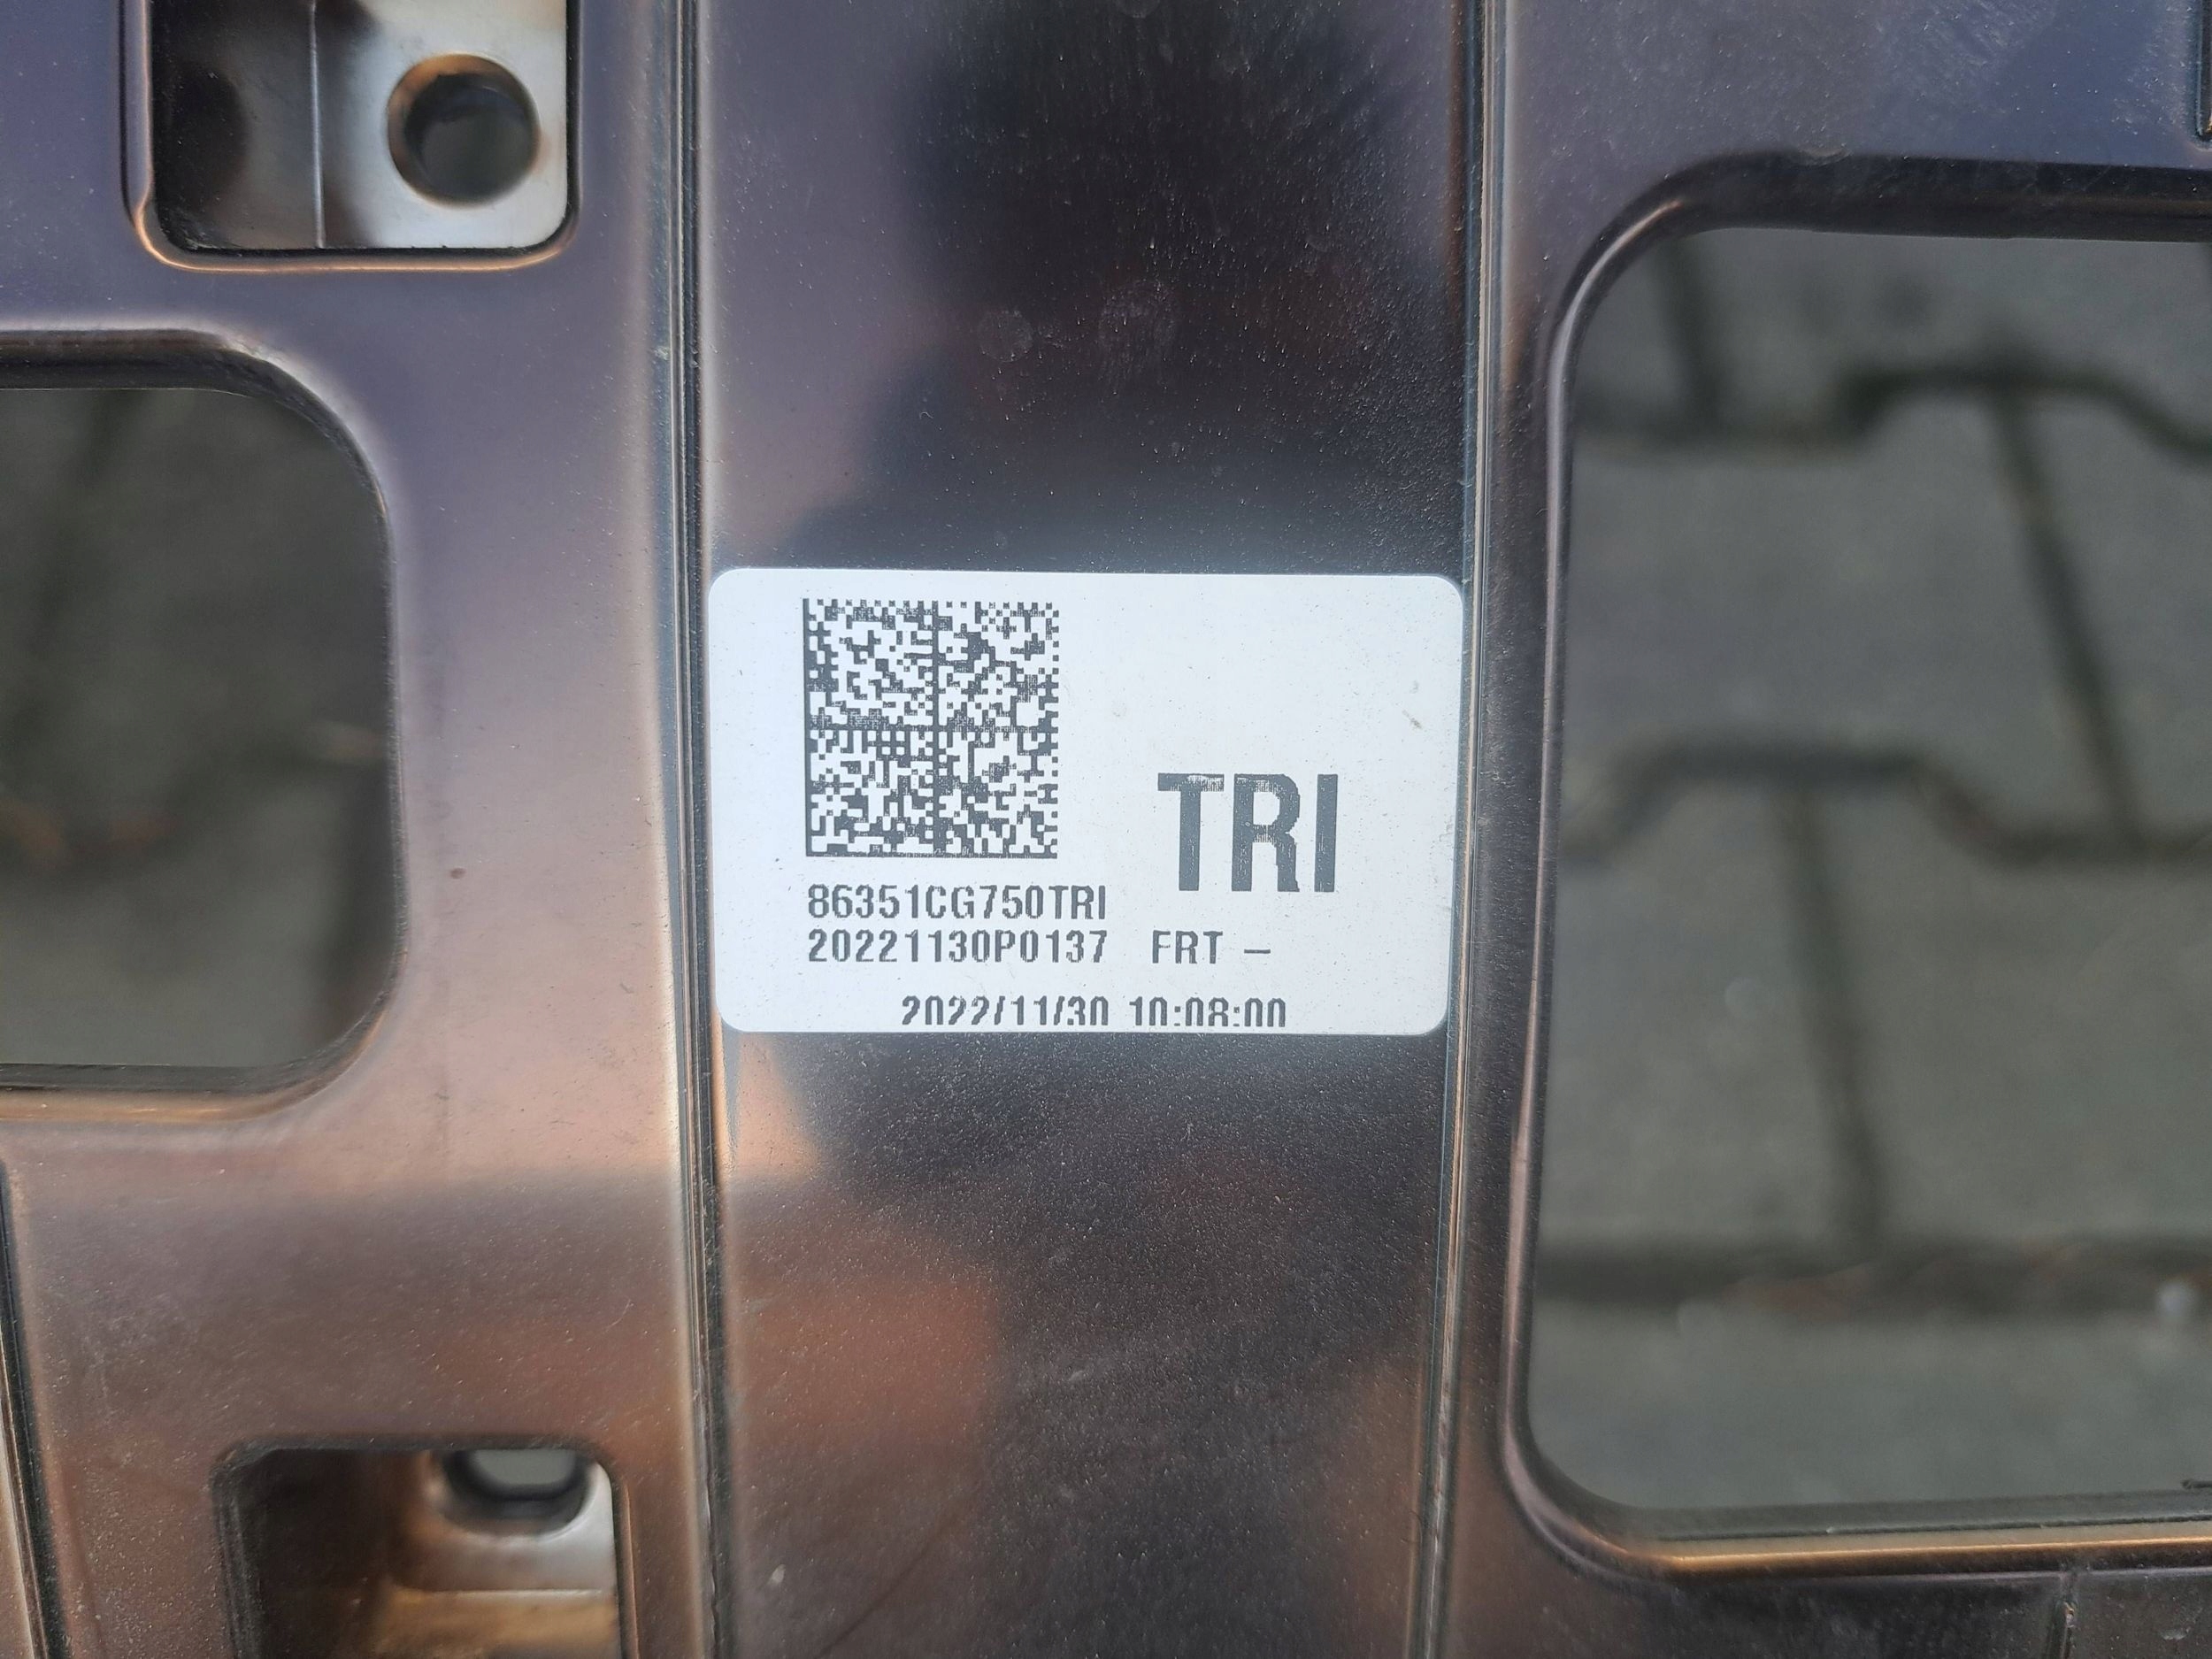 TRI
86351CG750TRI
20221130P0137 FRT -
2022/11/30 10:08:00